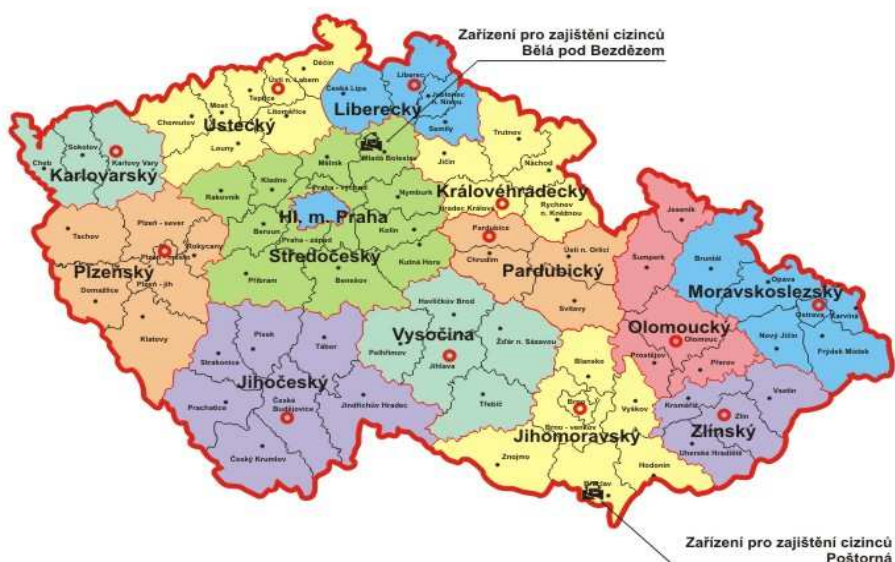 Zařízení pro zajištění cizinců
Bělá pod Bezdězem
Děčín
Ústí n. Labem
Teplice
Most
Chomutov
Litoměřice
Ústecký
Louny
Česká Lípa
Liberec
Jablonec
n. Nisou
Liberecký
Semily
Trutnov
Jičín
Náchod
Královéhrádecký
Hradec Králové
Rychnov
n. Kněžnou
Sokolov
Cheb
Karlovy Vary
Karlovarský
Mělník
Mladá Boleslav
Kladno
Rakovník
Praha - východ
Nymburk
Hl. m. Praha
Beroun
Praha - západ
Kolín
Středočeský
Kutná Hora
Příbram
Benešov
Plzeň - sever
Tachov
Rokycany
Plzeňský
Plzeň - jih
Domažlice
Klatovy
Pardubice
Chrudim
Ústí n. Orlicí
Pardubický
Svitavy
Jeseník
Šumperk
Bruntál
Opava
Moravskoslezský
Ostrava
Karviná
Nový Jičín
Frýdek Místek
Olomoucký
Olomouc
Prostějov
Přerov
Havlíčkův Brod
Vysočina
Pelhřimov
Jihlava
Žďár n. Sázavou
Třebíč
Písek
Tábor
Strakonice
Jihočeský
Prachatice
České
Budějovice
Jindřichův Hradec
Český Krumlov
Blansko
Brno
Vyškov
Brno - venkov
Jihomoravský
Znojmo
Hodonín
Břeclav
Vsetín
Kroměříž
Zlín
Zlínský
Uherské Hradiště
Zařízení pro zajištění cizinců
Poštorná